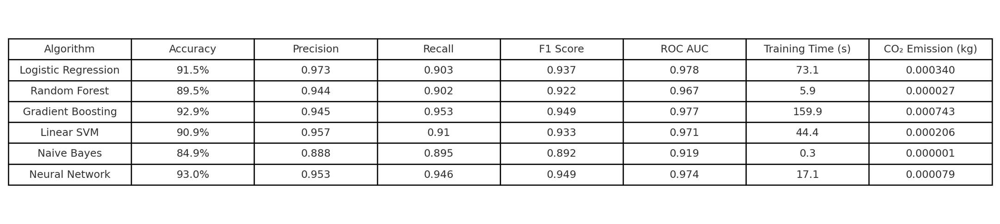 Algorithm Accuracy Precision Recall F1 Score ROC AUC Training Time (s) CO₂ Emission (kg)
Logistic Regression 91.5% 0.973 0.903 0.937 0.978 73.1 0.000340
Random Forest 89.5% 0.944 0.902 0.922 0.967 5.9 0.000027
Gradient Boosting 92.9% 0.945 0.953 0.949 0.977 159.9 0.000743
Linear SVM 90.9% 0.957 0.91 0.933 0.971 44.4 0.000206
Naive Bayes 84.9% 0.888 0.895 0.892 0.919 0.3 0.000001
Neural Network 93.0% 0.953 0.946 0.949 0.974 17.1 0.000079